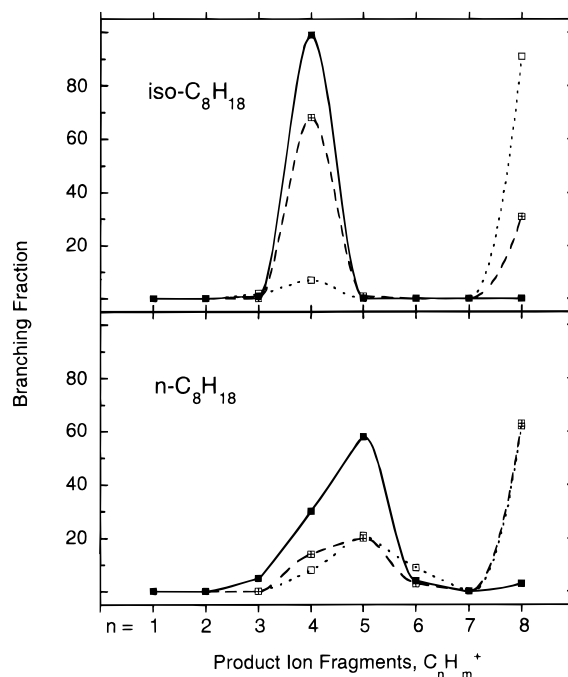 80
60
40
20
iso-C8H18
Branching Fraction
80
60
40
20
n-C8H18
n = 1 2 3 4 5 6 7 8
Product Ion Fragments, CnHm+